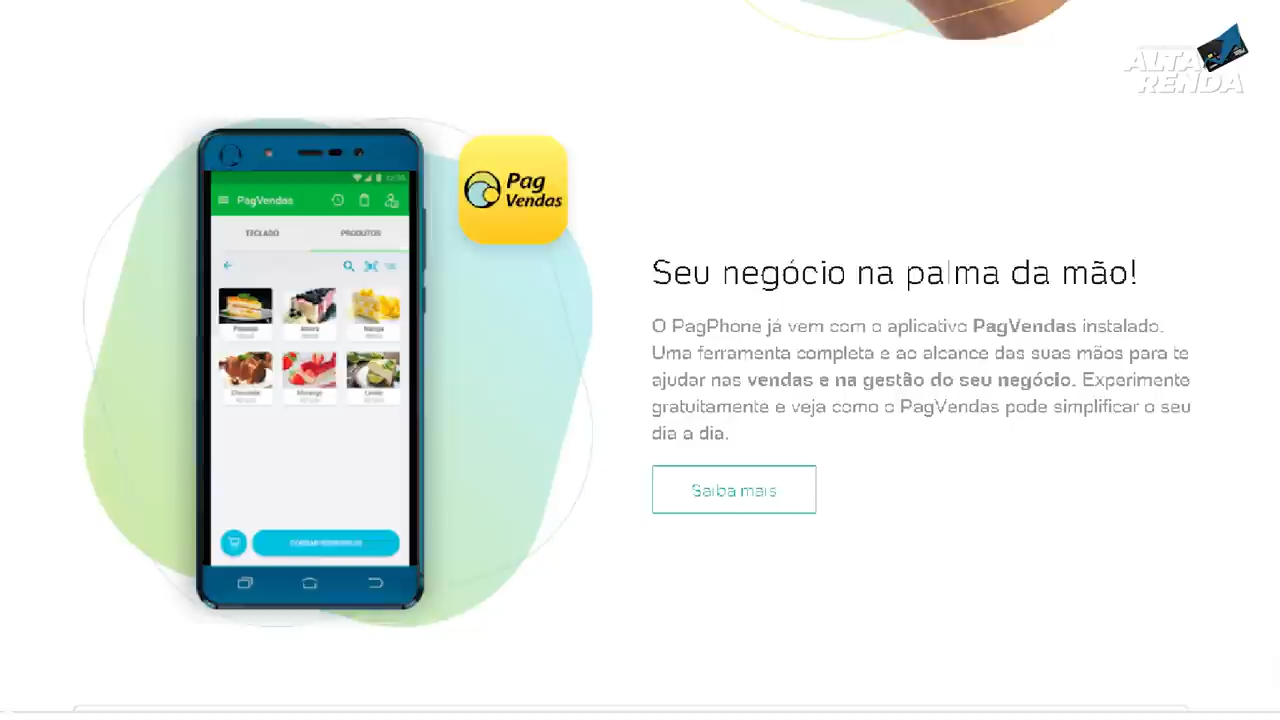 ALTA
RENDA
Pag
Vendas
PagVendas
TECLADO
PRODUTOS
Seu negócio na palma da mão!
O PagPhone já vem com o aplicativo PagVendas instalado.
Uma ferramenta completa e ao alcance das suas mãos para te
ajudar nas vendas e na gestão do seu negócio. Experimente
gratuitamente e veja como o PagVendas pode simplificar o seu
dia a dia.
Saiba mais